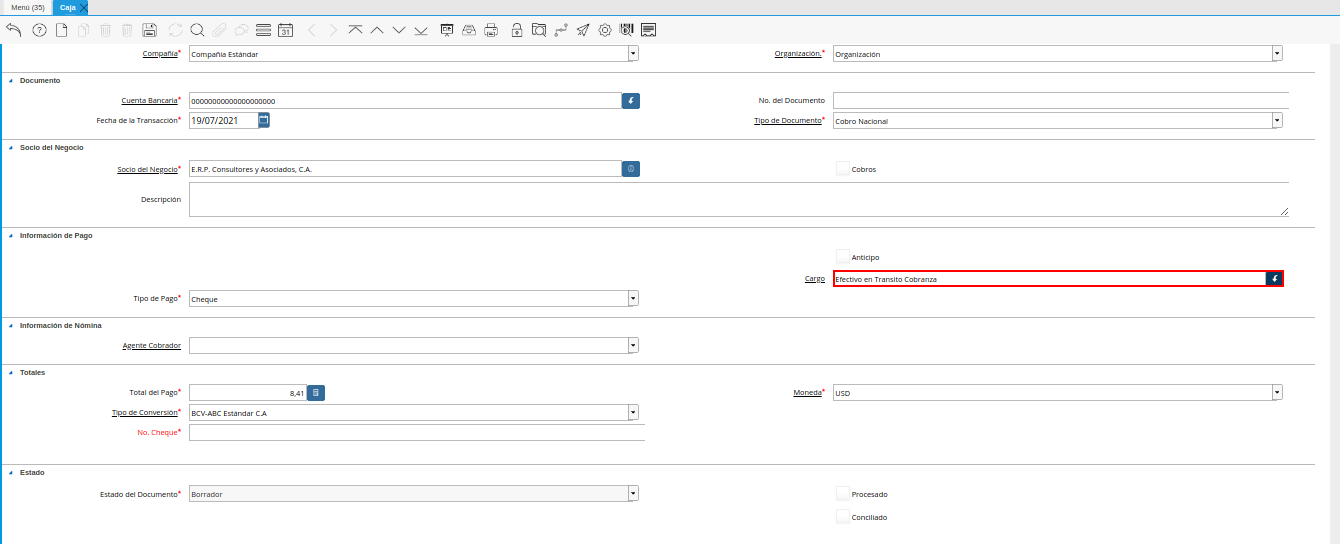 Menú (35) Caja
31
Compañía* Compañia Estándar Organización.* Organización
Documento
Cuenta Bancaria* 00000000000000000000 No. del Documento
Fecha de la Transacción* 19/07/2021 Tipo de Documento* Cobro Nacional
Socio del Negocio
Socio del Negocio* E.R.P. Consultores y Asociados, C.A. Cobros
Descripción
Información de Pago
Anticipo
Cargo Efectivo en Transito Cobranza
Tipo de Pago* Cheque
Información de Nómina
Agente Cobrador
Totales
Total del Pago* 8,41 Moneda* USD
Tipo de Conversión* BCV-ABC Estándar C.A
No. Cheque*
Estado
Estado del Documento* Borrador Procesado
Conciliado